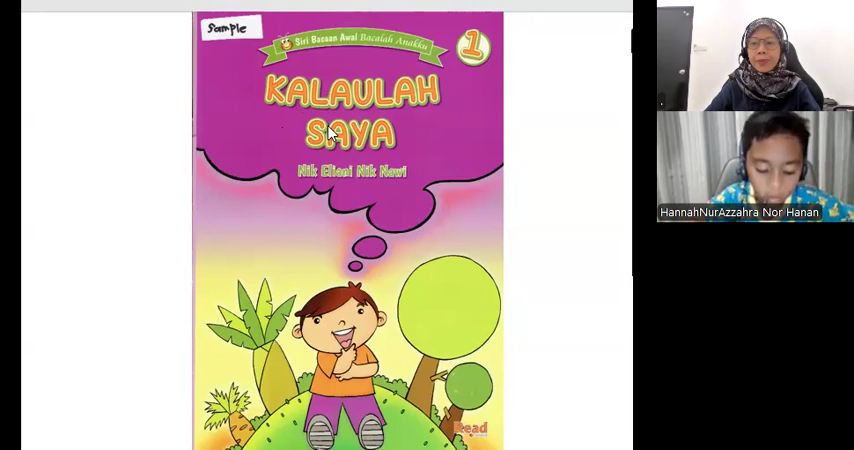 Sample
Siri Bacaan Awal Bacalah Anakku
1
KALAULAH
SAYA
Nik Eliani Nik Nawi
Read
HannahNurAzzahra Nor Hanan